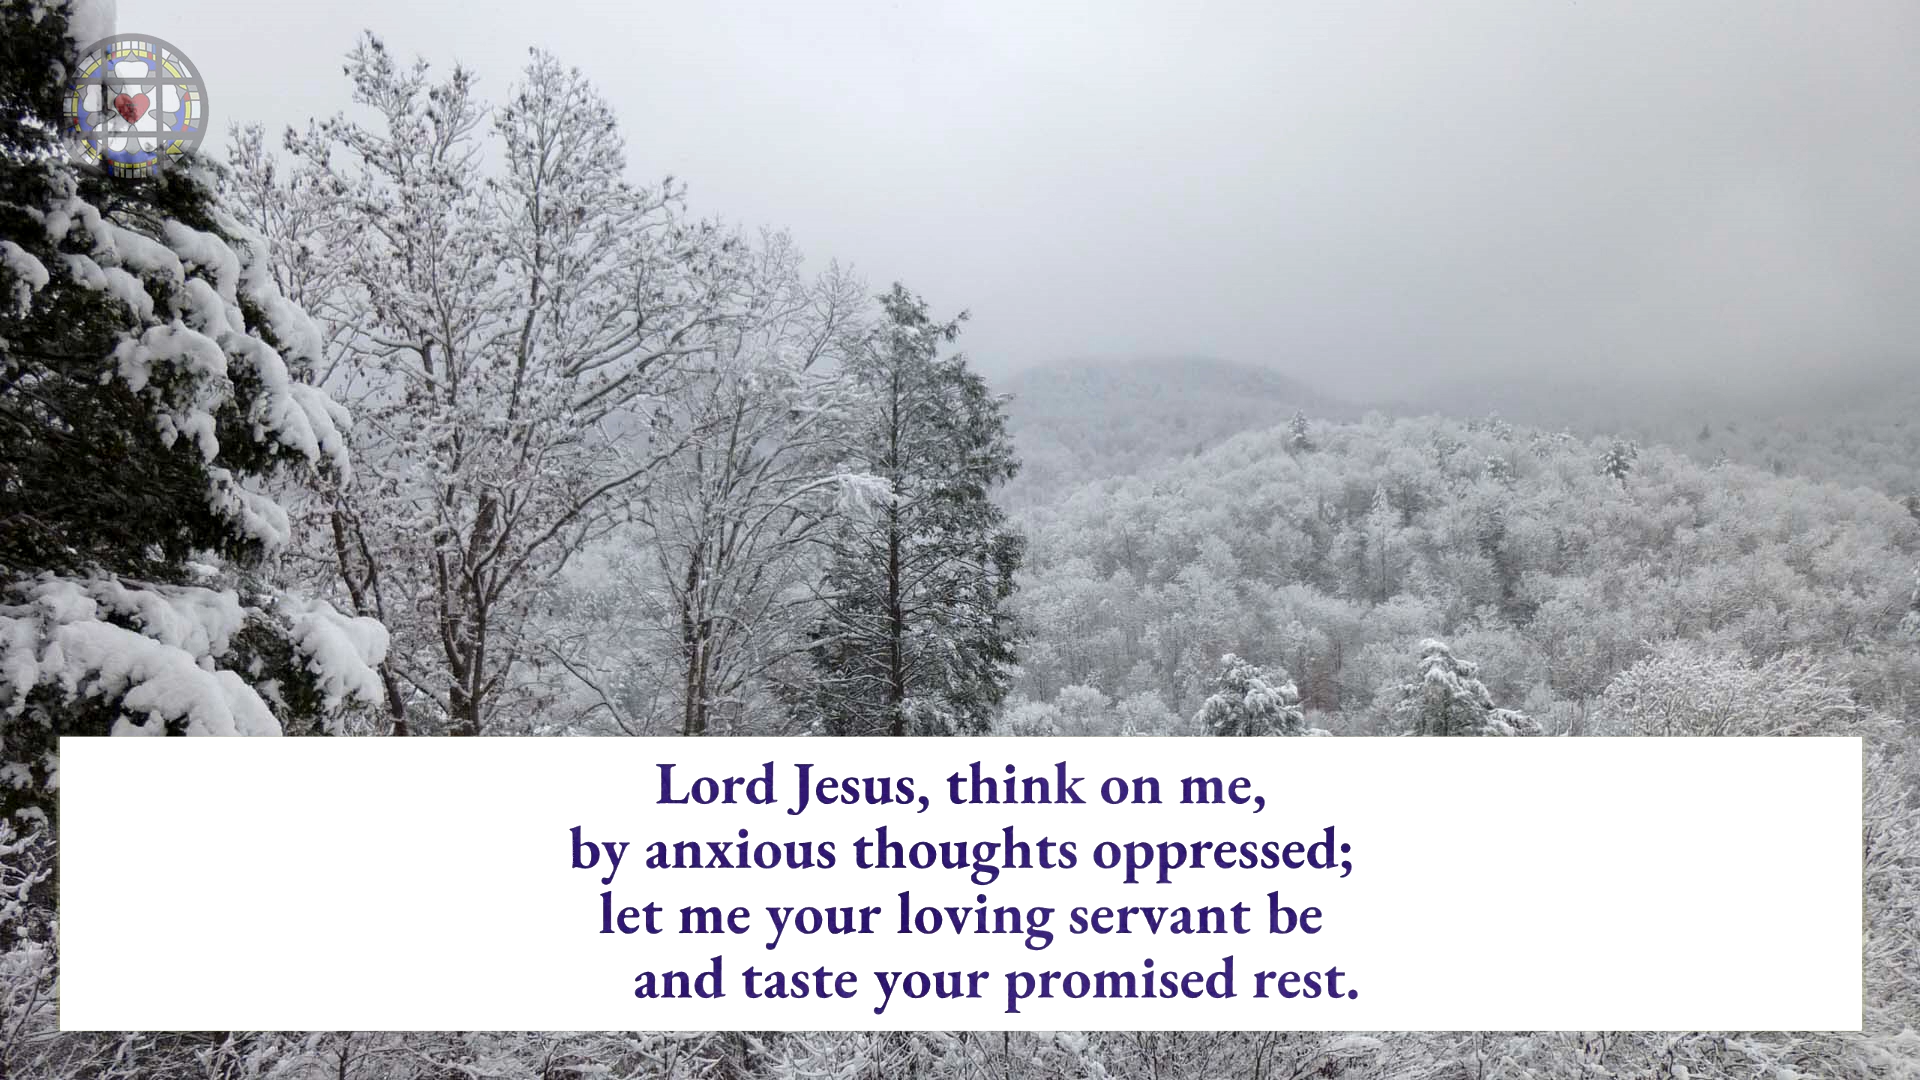 Lord Jesus, think on me,
by anxious thoughts oppressed;
let me your loving servant be
and taste your promised rest.